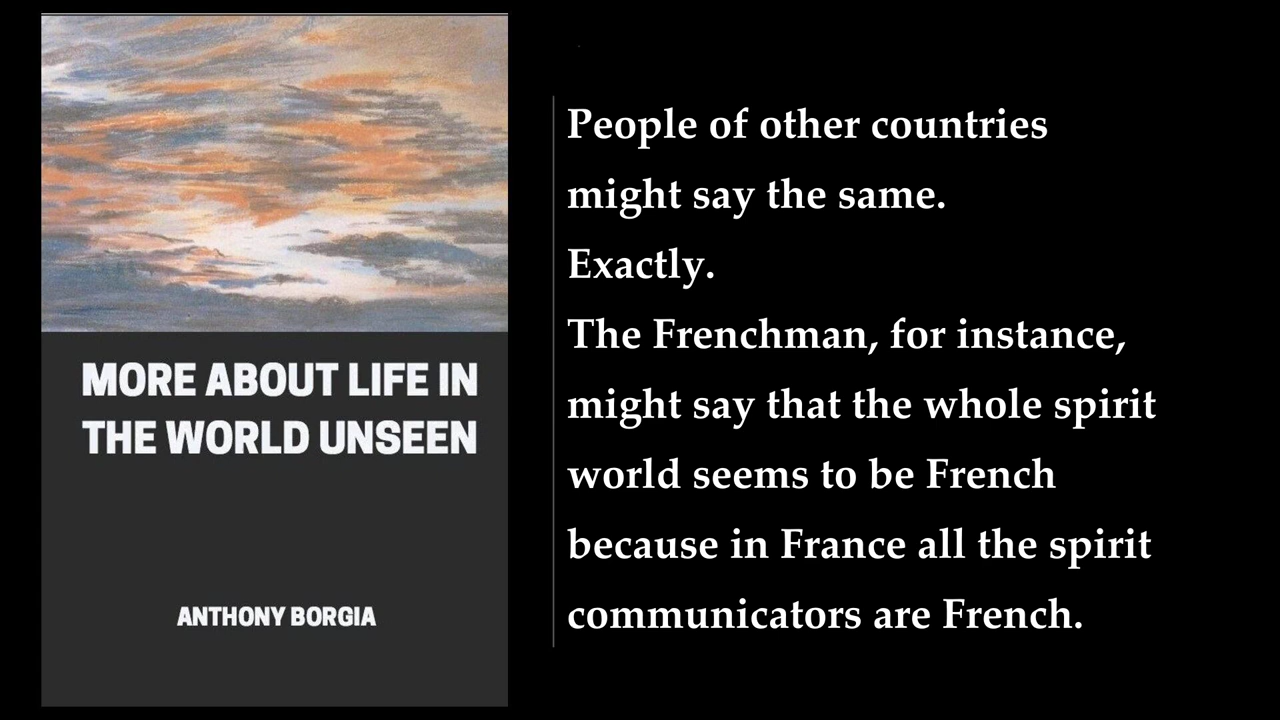 MORE ABOUT LIFE IN
THE WORLD UNSEEN
ANTHONY BORGIA
People of other countries
might say the same.
Exactly.
The Frenchman, for instance,
might say that the whole spirit
world seems to be French
because in France all the spirit
communicators are French.